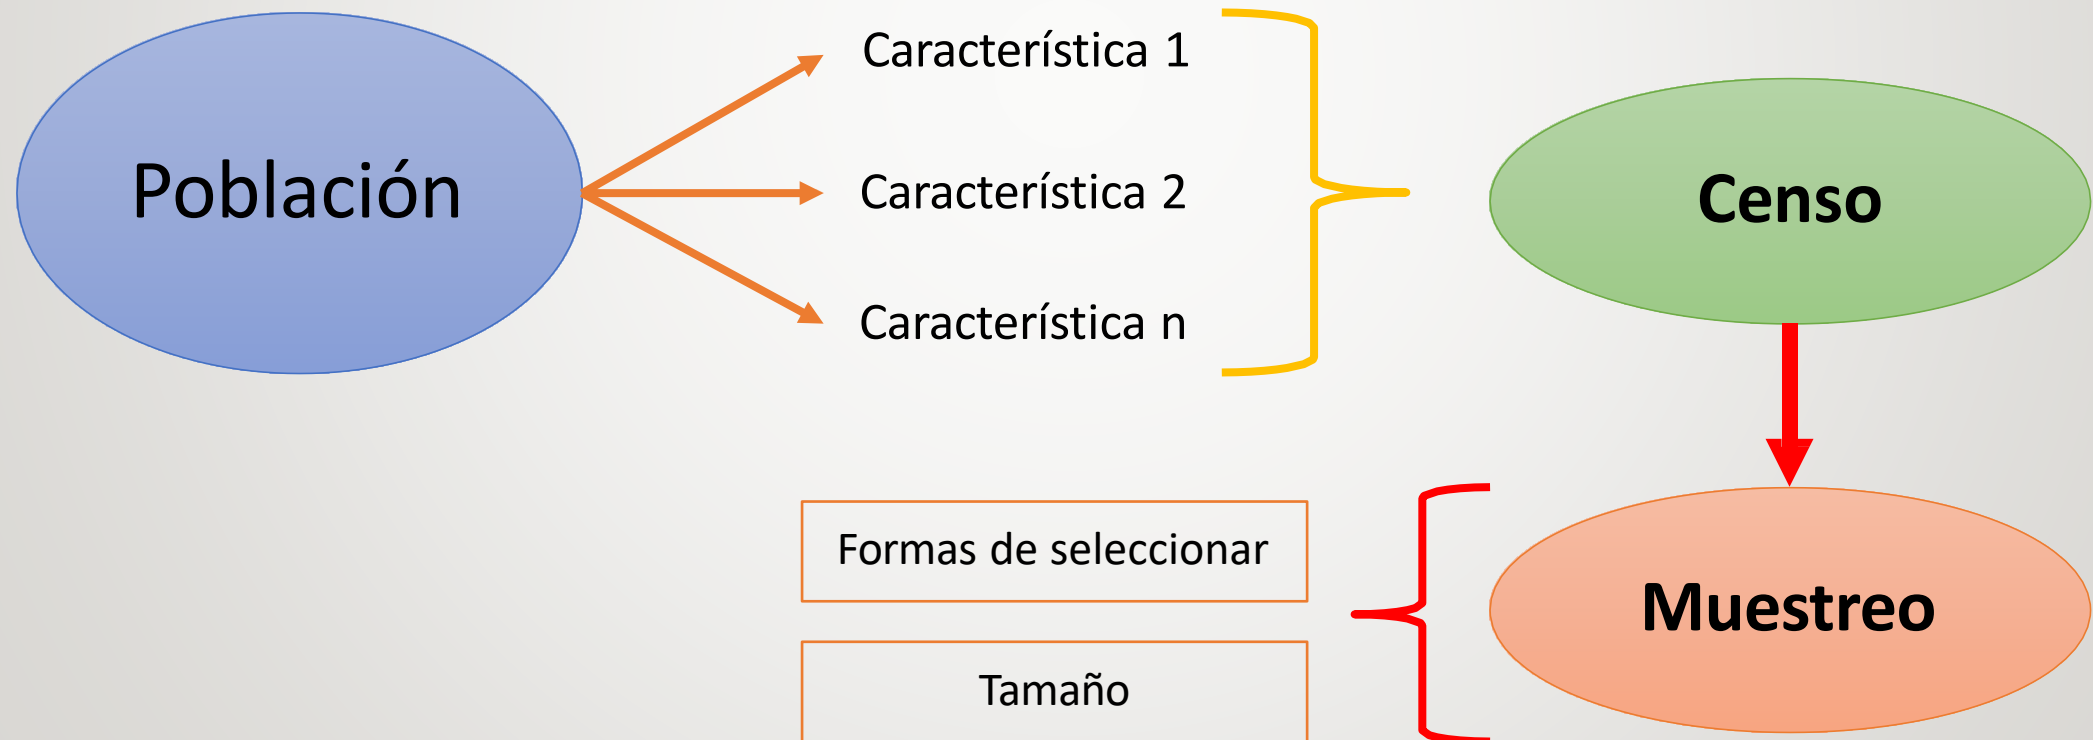 Población
Característica 1
Característica 2
Característica n
Censo
Muestreo
Formas de seleccionar
Tamaño